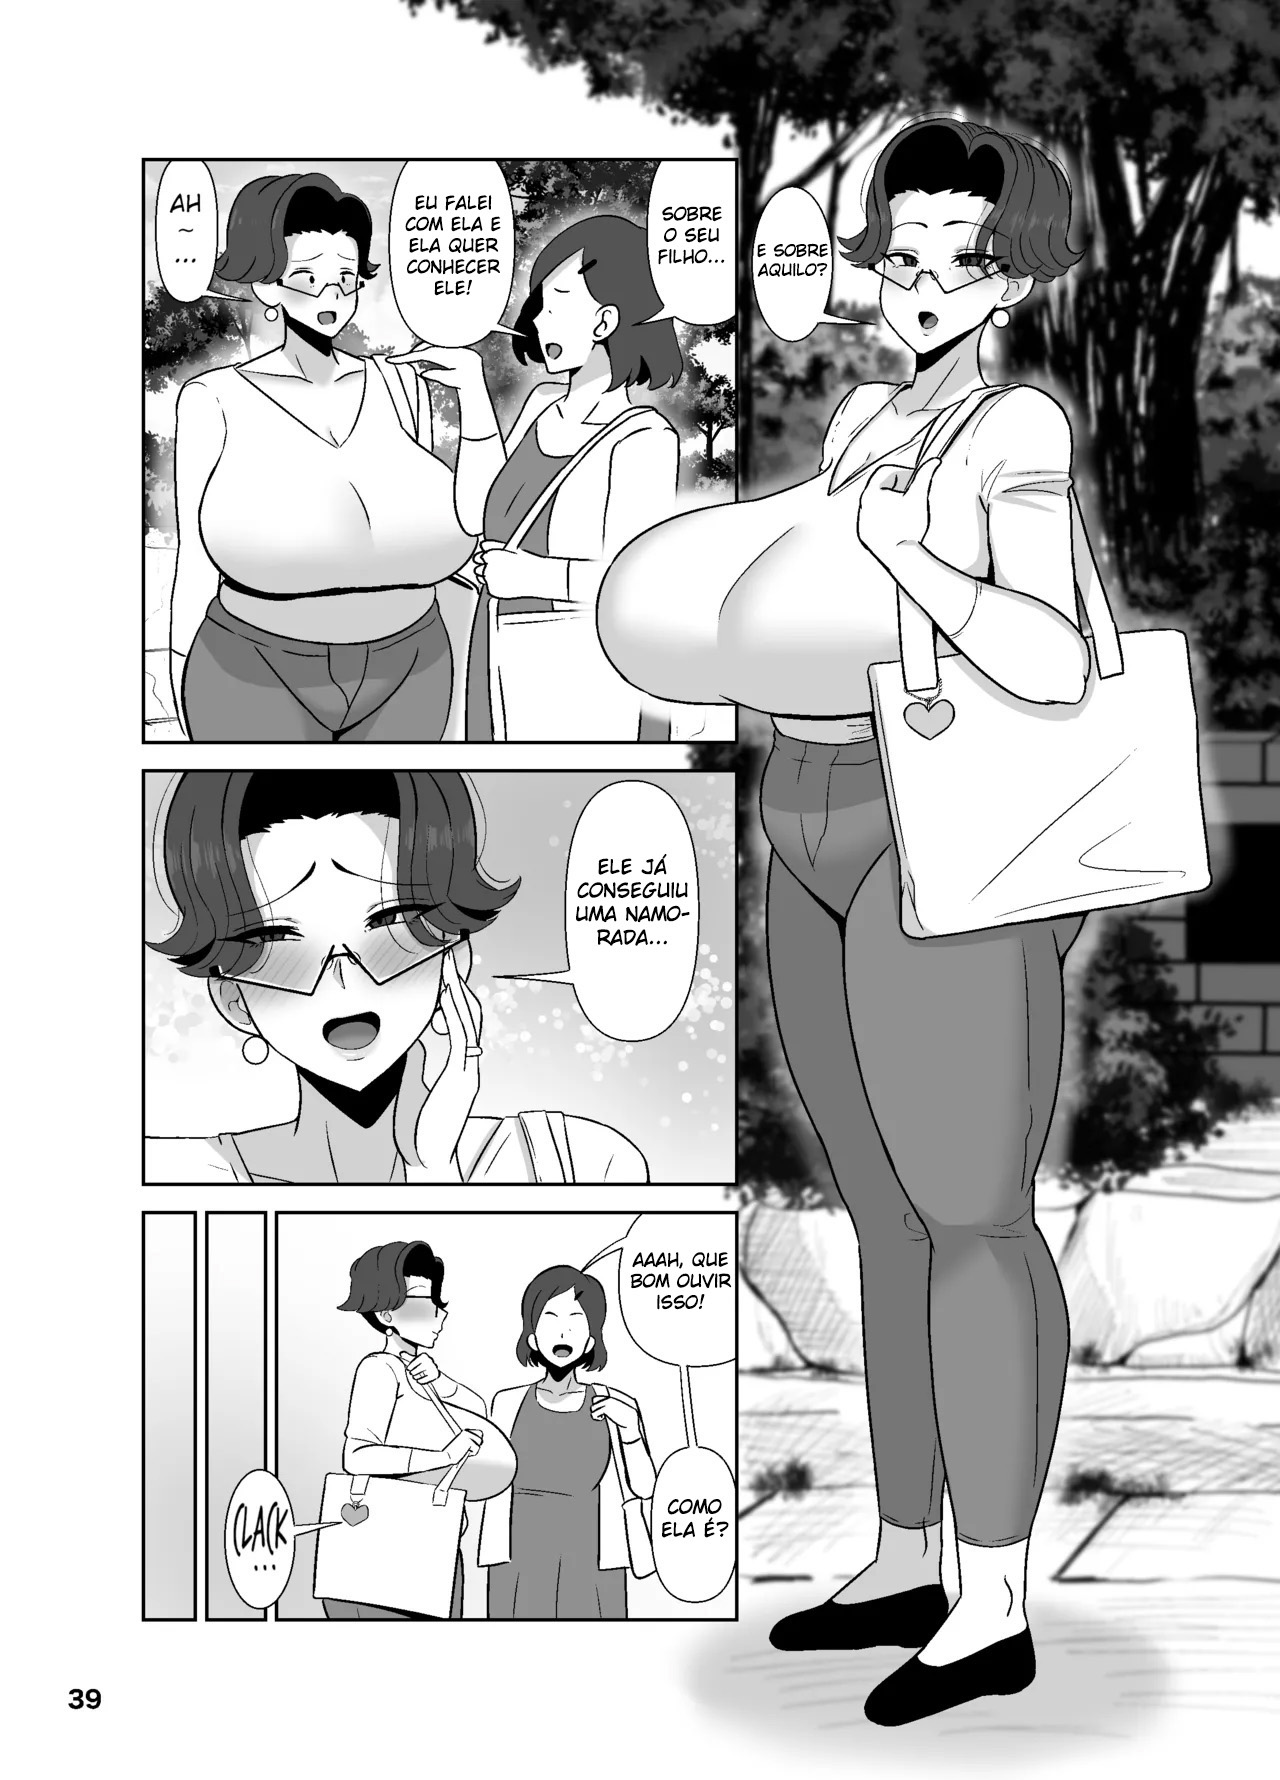 E SOBRE
AQUILO?
SOBRE
O SEU
FILHO...
EU FALEI
COM ELA E
ELA QUER
CONHECER
ELE!
AH
~
...
ELE JÁ
CONSEGUIU
UMA NAMO-
RADA...
AAAH, QUE
BOM OUVIR
ISSO!
COMO
ELA É?
CLACK
...
39